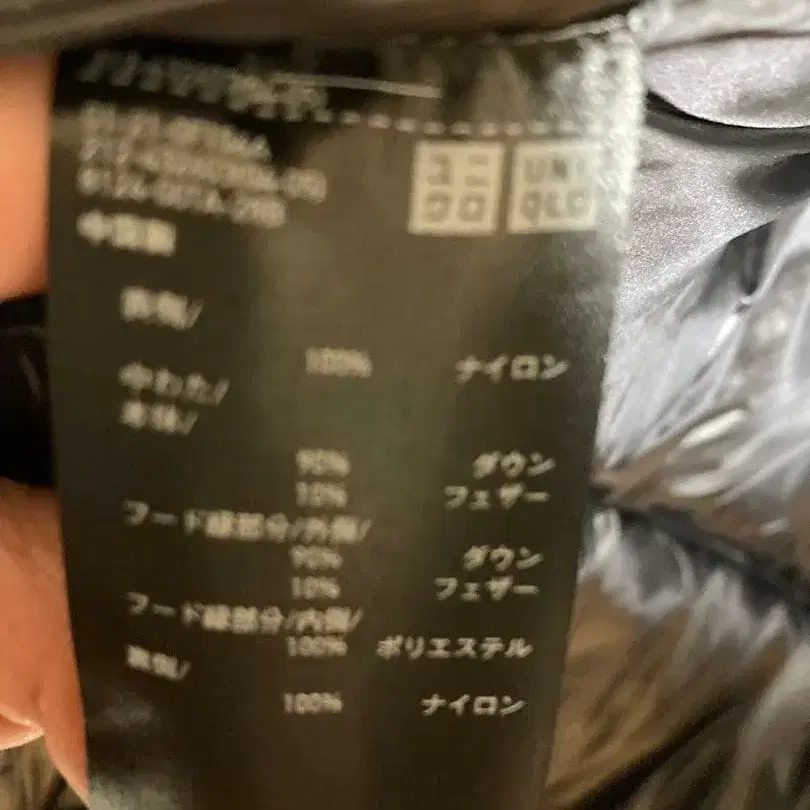 ユニ
クロ
UNI
QLO
中国製
表地/
100% ナイロン
中わた/
本体/
90% ダウン
10% フェザー
フード縁部分/外側/
90% ダウン
10% フェザー
フード縁部分/内側/
100% ポリエステル
裏地/
100% ナイロン